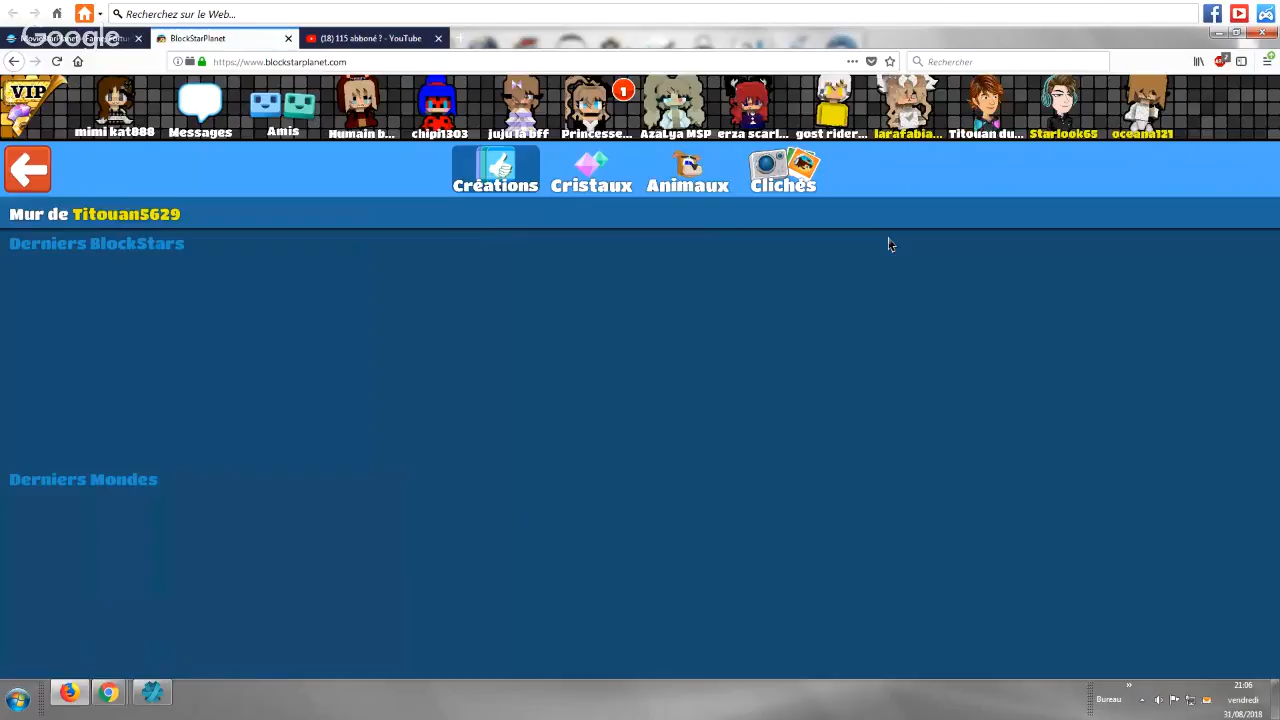 Recherchez sur le Web...
Google
BlockStarPlanet
(18) 115 abboné ? - YouTube
https://www.blockstarplanet.com
Rechercher
VIP
mimi kat888
Messages
Amis
Humain b...
chipi1303
juju la bff
Princesse...
1
AzaLya MSP
erza scarl...
gost rider...
larafabia...
Titouan du...
Starlook65
oceana121
Créations
Cristaux
Animaux
Clichés
Mur de Titouan5629
Derniers BlockStars
Derniers Mondes
Bureau
»
21:06
vendredi
31/08/2018